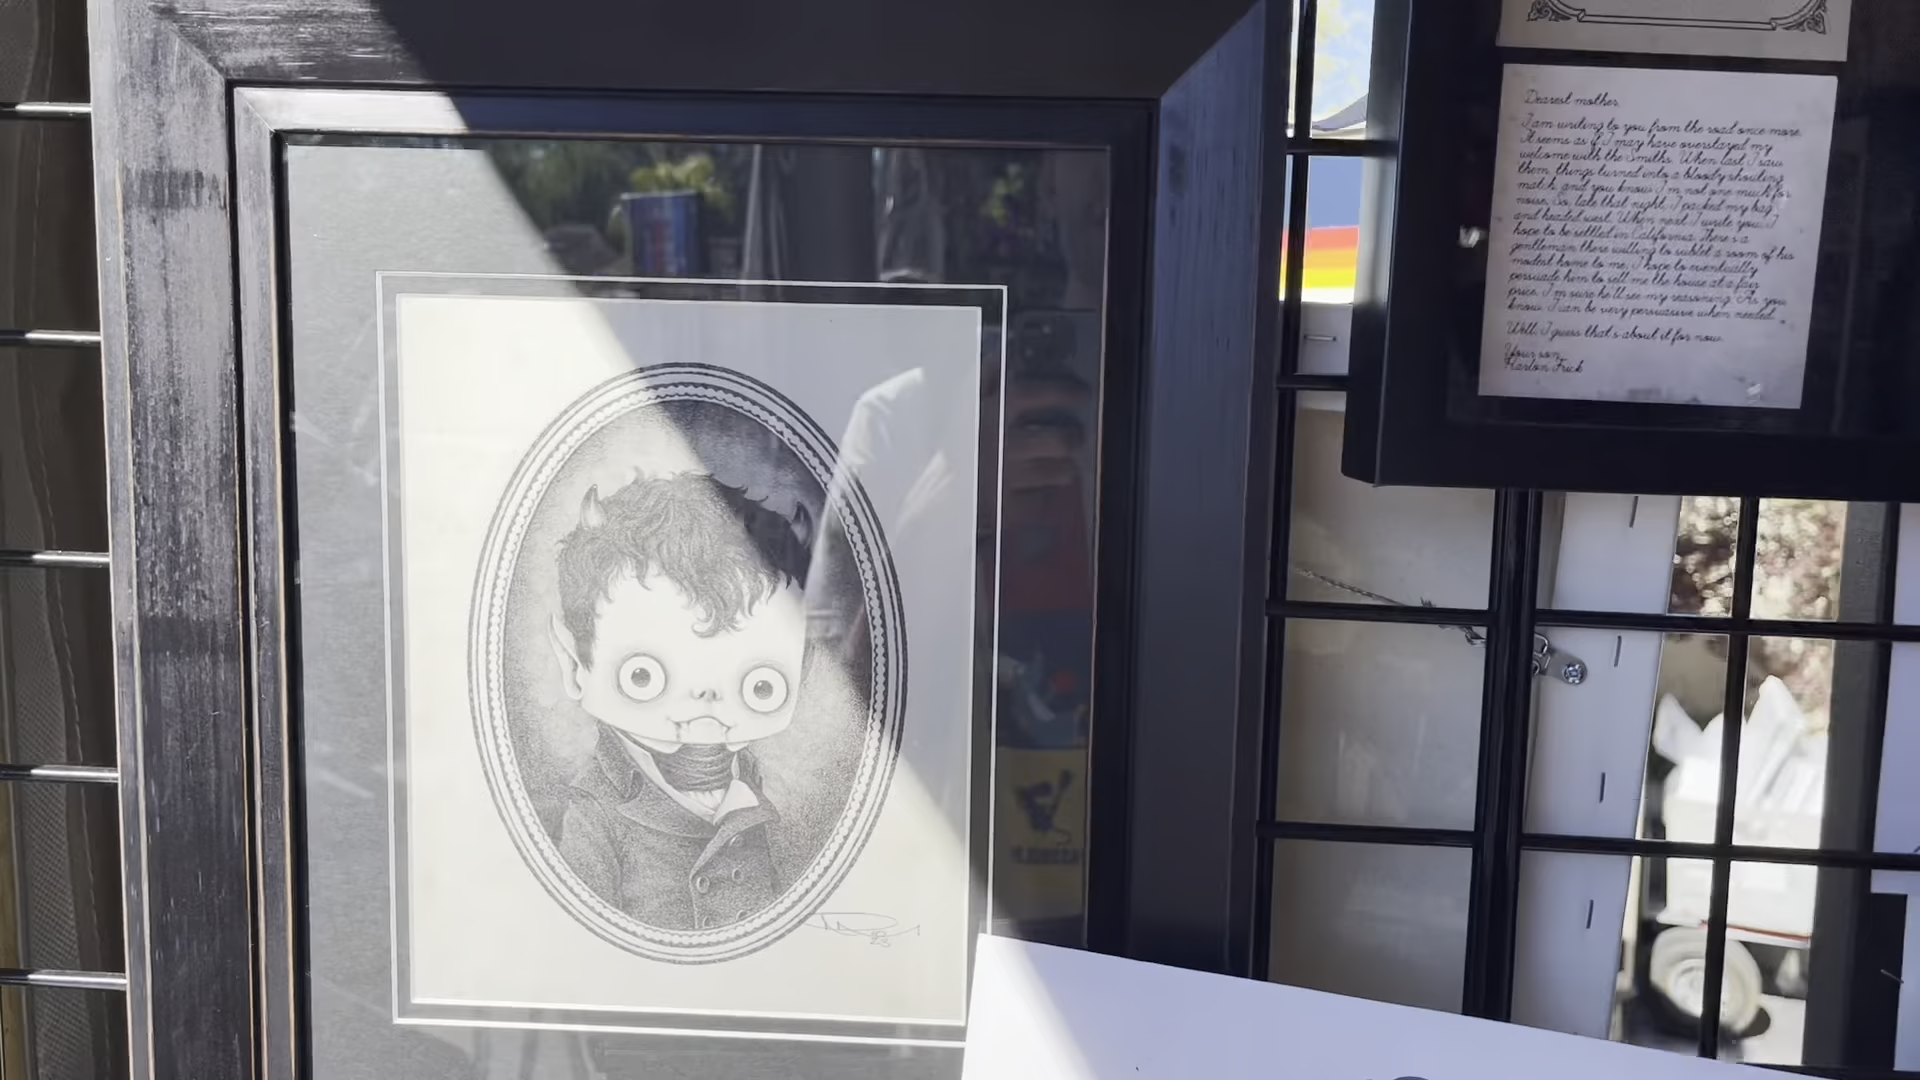 Dearest mother,
I am writing to you from the road once more.
It seems as if I may have overstayed my
welcome with the Smiths. When last I saw
them, things turned into a bloody shouting
match, and you know I'm not one much for
noise. So, late that night, I packed my bag
and headed west. When next I write you, I
hope to be settled in California. There's a
gentleman there willing to sublet a room of his
modest home to me. I hope to eventually
persuade him to sell me the house at a fair
price. I'm sure he'll see my reasoning. As you
know, I can be very persuasive when needed.
Well, I guess that's about it for now.
Your son,
Harlon Frick
23